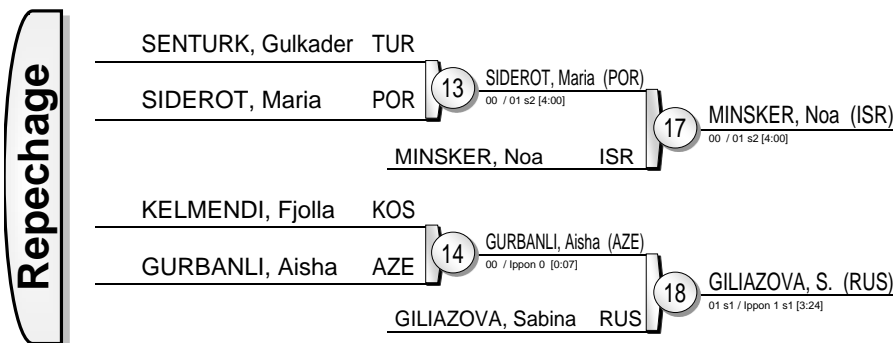 Repechage
SENTURK, Gulkader TUR
SIDEROT, Maria POR
13
SIDEROT, Maria (POR)
00 / 01 s2 [4:00]
MINSKER, Noa ISR
17
MINSKER, Noa (ISR)
00 / 01 s2 [4:00]
KELMENDI, Fjolla KOS
GURBANLI, Aisha AZE
14
GURBANLI, Aisha (AZE)
00 / Ippon 0 [0:07]
GILIAZOVA, Sabina RUS
18
GILIAZOVA, S. (RUS)
01 s1 / Ippon 1 s1 [3:24]